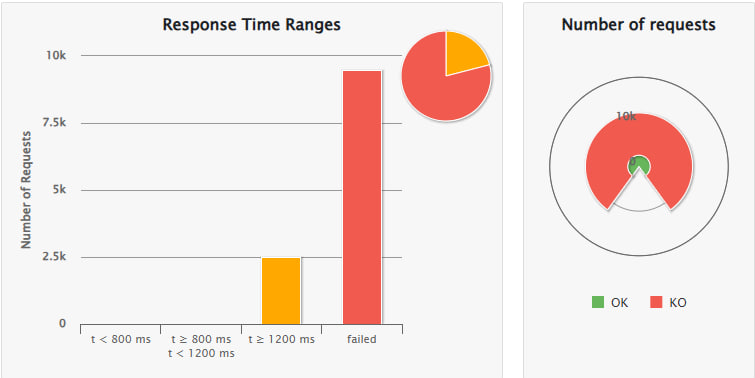 Response Time Ranges
Number of Requests
10k
7.5k
5k
2.5k
0
t < 800 ms
t ≥ 800 ms
t < 1200 ms
t ≥ 1200 ms
failed
Number of requests
10k
0
OK
KO